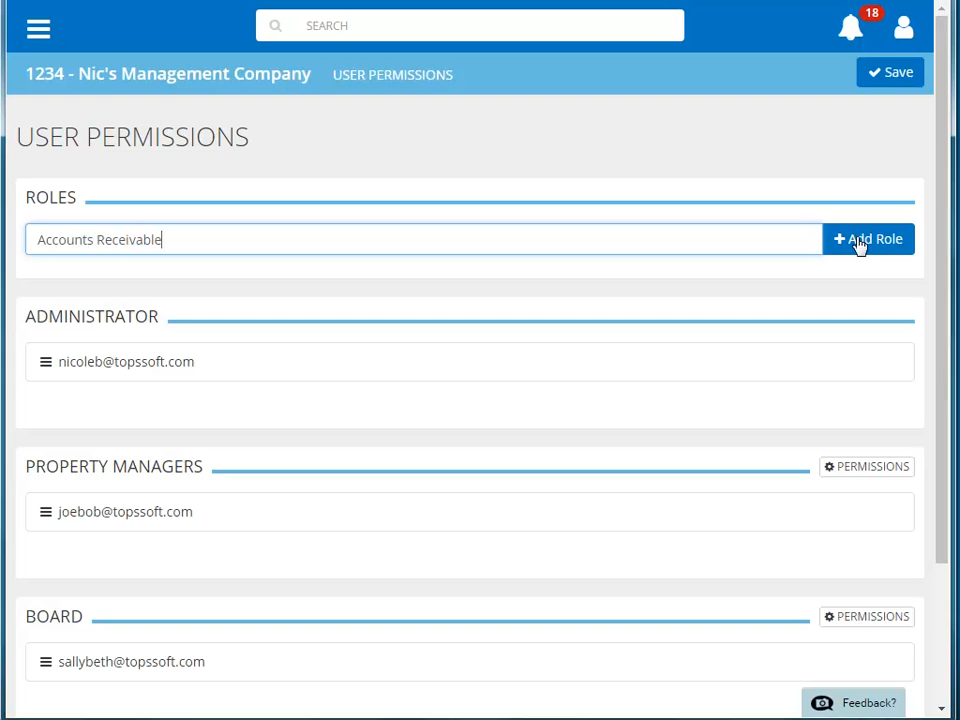 SEARCH
18
1234 - Nic's Management Company USER PERMISSIONS Save
USER PERMISSIONS
ROLES
Accounts Receivable Add Role
ADMINISTRATOR
nicoleb@topssoft.com
PROPERTY MANAGERS PERMISSIONS
joebob@topssoft.com
BOARD PERMISSIONS
sallybeth@topssoft.com
Feedback?